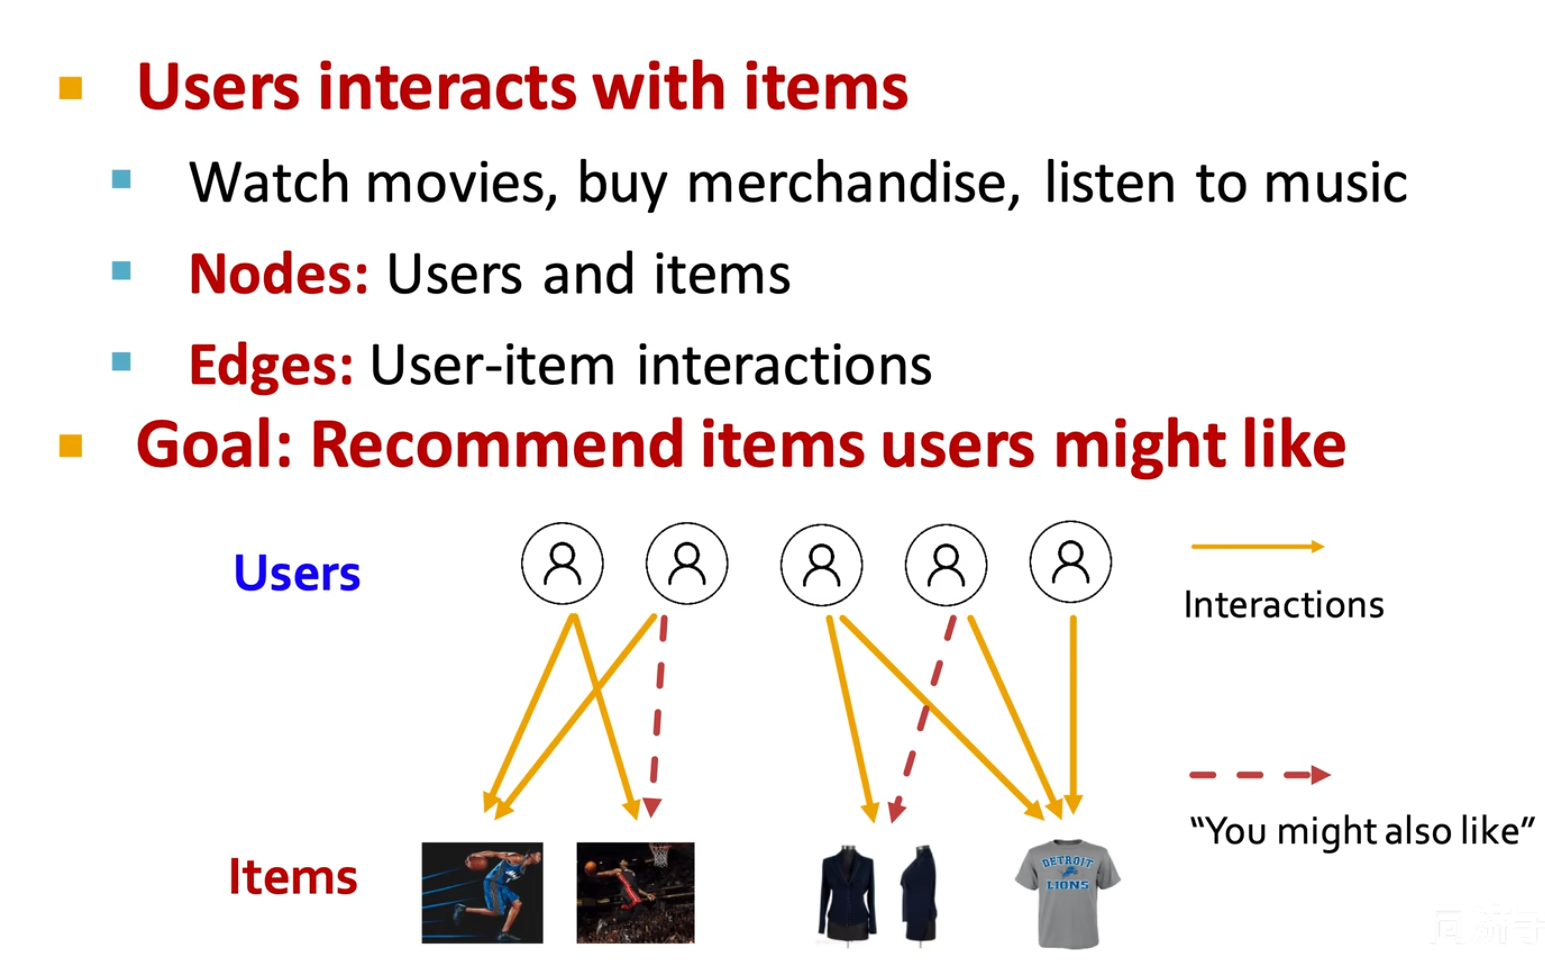 Users interacts with items
Watch movies, buy merchandise, listen to music
Nodes: Users and items
Edges: User-item interactions
Goal: Recommend items users might like
Users
Interactions
“You might also like”
Items
DETROIT
LIONS